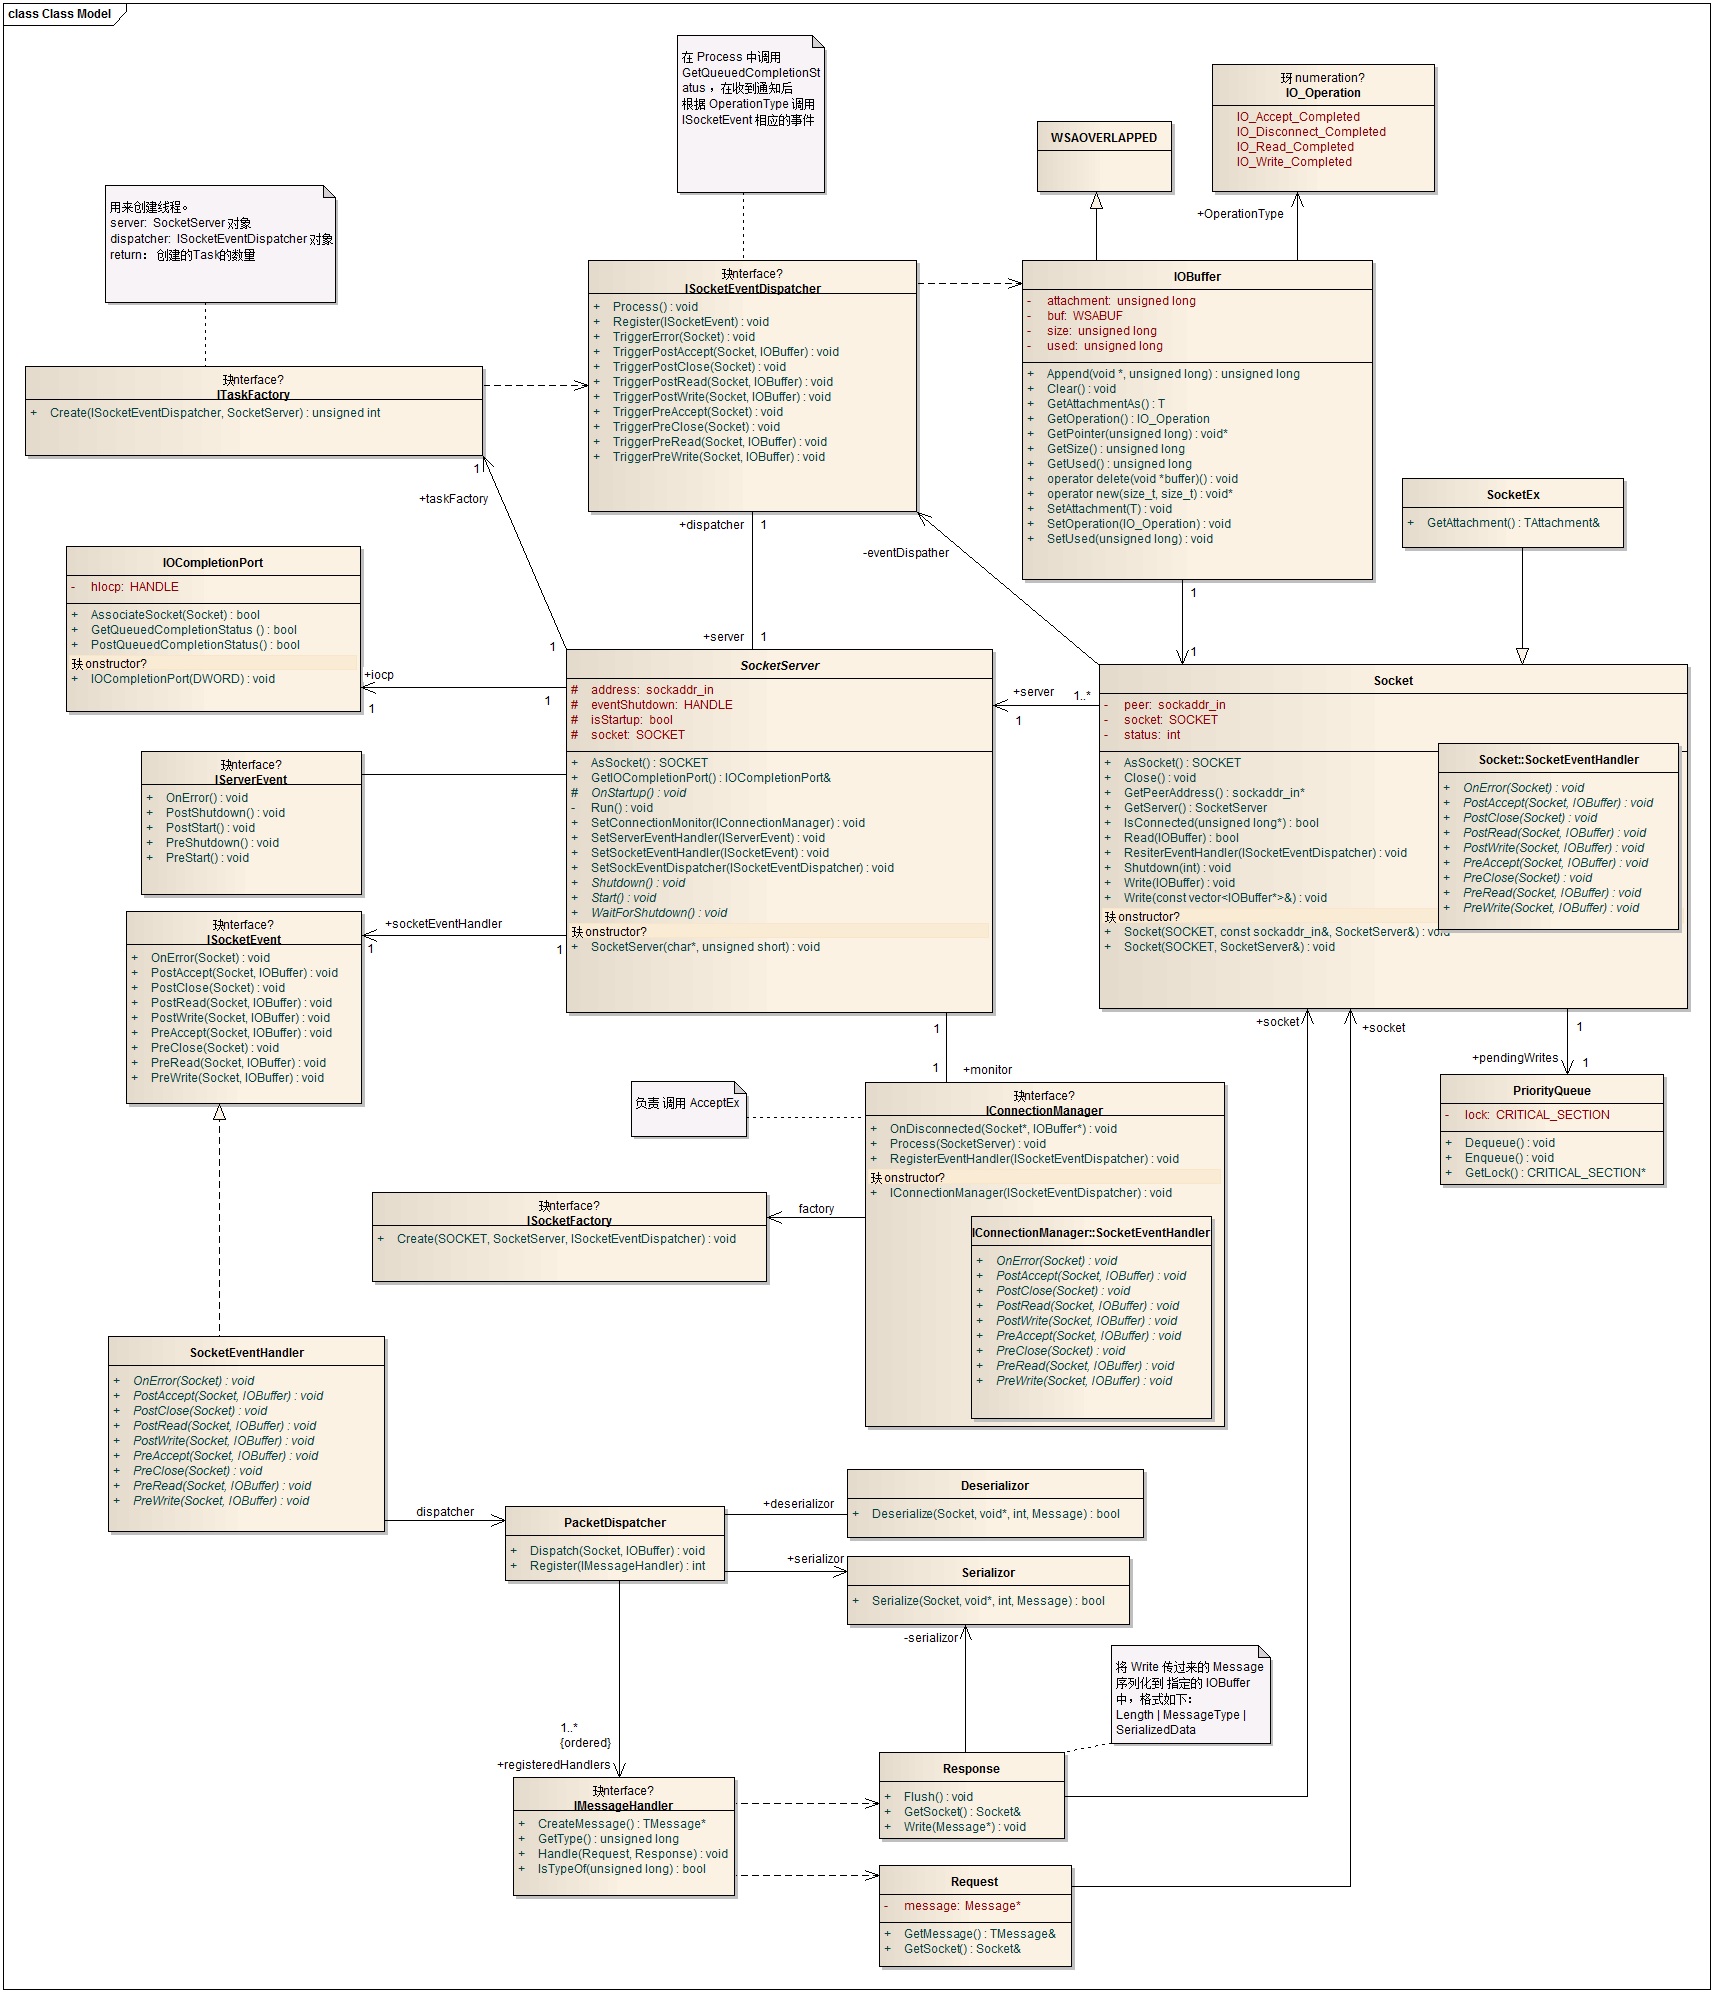 class Class Model
在 Process 中调用
GetQueuedCompletionSt
atus ，在收到通知后
根据 OperationType 调用
ISocketEvent 相应的事件
玡 numeration?
IO_Operation
IO_Accept_Completed
IO_Disconnect_Completed
IO_Read_Completed
IO_Write_Completed
WSAOVERLAPPED
+OperationType
用来创建线程。
server: SocketServer 对象
dispatcher: ISocketEventDispatcher 对象
return： 创建的Task的数量
玦nterface?
ISocketEventDispatcher
+ Process() : void
+ Register(ISocketEvent) : void
+ TriggerError(Socket) : void
+ TriggerPostAccept(Socket, IOBuffer) : void
+ TriggerPostClose(Socket) : void
+ TriggerPostRead(Socket, IOBuffer) : void
+ TriggerPostWrite(Socket, IOBuffer) : void
+ TriggerPreAccept(Socket) : void
+ TriggerPreClose(Socket) : void
+ TriggerPreRead(Socket, IOBuffer) : void
+ TriggerPreWrite(Socket, IOBuffer) : void
IOBuffer
- attachment: unsigned long
- buf: WSABUF
- size: unsigned long
- used: unsigned long
+ Append(void *, unsigned long) : unsigned long
+ Clear() : void
+ GetAttachmentAs() : T
+ GetOperation() : IO_Operation
+ GetPointer(unsigned long) : void*
+ GetSize() : unsigned long
+ GetUsed() : unsigned long
+ operator delete(void *buffer)() : void
+ operator new(size_t, size_t) : void*
+ SetAttachment(T) : void
+ SetOperation(IO_Operation) : void
+ SetUsed(unsigned long) : void
玦nterface?
ITaskFactory
+ Create(ISocketEventDispatcher, SocketServer) : unsigned int
1
+taskFactory
1
SocketEx
+ GetAttachment() : TAttachment&
+dispatcher 1
-eventDispather
+server 1
1
1
IOCompletionPort
- hIocp: HANDLE
+ AssociateSocket(Socket) : bool
+ GetQueuedCompletionStatus () : bool
+ PostQueuedCompletionStatus() : bool
玞onstructor?
+ IOCompletionPort(DWORD) : void
+iocp
1
1
SocketServer
# address: sockaddr_in
# eventShutdown: HANDLE
# isStartup: bool
# socket: SOCKET
+ AsSocket() : SOCKET
+ GetIOCompletionPort() : IOCompletionPort&
# OnStartup() : void
- Run() : void
+ SetConnectionMonitor(IConnectionManager) : void
+ SetServerEventHandler(IServerEvent) : void
+ SetSocketEventHandler(ISocketEvent) : void
+ SetSockEventDispatcher(ISocketEventDispatcher) : void
+ Shutdown() : void
+ Start() : void
+ WaitForShutdown() : void
玞onstructor?
+ SocketServer(char*, unsigned short) : void
+server 1..*
1
Socket
- peer: sockaddr_in
- socket: SOCKET
- status: int
+ AsSocket() : SOCKET
+ Close() : void
+ GetPeerAddress() : sockaddr_in*
+ GetServer() : SocketServer
+ IsConnected(unsigned long*) : bool
+ Read(IOBuffer) : bool
+ ResiterEventHandler(ISocketEventDispatcher) : void
+ Shutdown(int) : void
+ Write(IOBuffer) : void
+ Write(const vector<IOBuffer*>&) : void
玞onstructor?
+ Socket(SOCKET, const sockaddr_in&, SocketServer&) : void
+ Socket(SOCKET, SocketServer&) : void
Socket::SocketEventHandler
+ OnError(Socket) : void
+ PostAccept(Socket, IOBuffer) : void
+ PostClose(Socket) : void
+ PostRead(Socket, IOBuffer) : void
+ PostWrite(Socket, IOBuffer) : void
+ PreAccept(Socket, IOBuffer) : void
+ PreClose(Socket) : void
+ PreRead(Socket, IOBuffer) : void
+ PreWrite(Socket, IOBuffer) : void
玦nterface?
IServerEvent
+ OnError() : void
+ PostShutdown() : void
+ PostStart() : void
+ PreShutdown() : void
+ PreStart() : void
+socketEventHandler
1
1
玦nterface?
ISocketEvent
+ OnError(Socket) : void
+ PostAccept(Socket, IOBuffer) : void
+ PostClose(Socket) : void
+ PostRead(Socket, IOBuffer) : void
+ PostWrite(Socket, IOBuffer) : void
+ PreAccept(Socket, IOBuffer) : void
+ PreClose(Socket) : void
+ PreRead(Socket, IOBuffer) : void
+ PreWrite(Socket, IOBuffer) : void
1
1 +monitor
+socket
+socket
1
+pendingWrites 1
PriorityQueue
- lock: CRITICAL_SECTION
+ Dequeue() : void
+ Enqueue() : void
+ GetLock() : CRITICAL_SECTION*
负责 调用 AcceptEx
玦nterface?
IConnectionManager
+ OnDisconnected(Socket*, IOBuffer*) : void
+ Process(SocketServer) : void
+ RegisterEventHandler(ISocketEventDispatcher) : void
玞onstructor?
+ IConnectionManager(ISocketEventDispatcher) : void
IConnectionManager::SocketEventHandler
+ OnError(Socket) : void
+ PostAccept(Socket, IOBuffer) : void
+ PostClose(Socket) : void
+ PostRead(Socket, IOBuffer) : void
+ PostWrite(Socket, IOBuffer) : void
+ PreAccept(Socket, IOBuffer) : void
+ PreClose(Socket) : void
+ PreRead(Socket, IOBuffer) : void
+ PreWrite(Socket, IOBuffer) : void
factory
玦nterface?
ISocketFactory
+ Create(SOCKET, SocketServer, ISocketEventDispatcher) : void
SocketEventHandler
+ OnError(Socket) : void
+ PostAccept(Socket, IOBuffer) : void
+ PostClose(Socket) : void
+ PostRead(Socket, IOBuffer) : void
+ PostWrite(Socket, IOBuffer) : void
+ PreAccept(Socket, IOBuffer) : void
+ PreClose(Socket) : void
+ PreRead(Socket, IOBuffer) : void
+ PreWrite(Socket, IOBuffer) : void
dispatcher
PacketDispatcher
+ Dispatch(Socket, IOBuffer) : void
+ Register(IMessageHandler) : int
+deserializor
Deserializor
+ Deserialize(Socket, void*, int, Message) : bool
+serializor
Serializor
+ Serialize(Socket, void*, int, Message) : bool
-serializor
将 Write 传过来的 Message
序列化到 指定的 IOBuffer
中，格式如下：
Length | MessageType |
SerializedData
1..*
{ordered}
+registeredHandlers
玦nterface?
IMessageHandler
+ CreateMessage() : TMessage*
+ GetType() : unsigned long
+ Handle(Request, Response) : void
+ IsTypeOf(unsigned long) : bool
Response
+ Flush() : void
+ GetSocket() : Socket&
+ Write(Message*) : void
Request
- message: Message*
+ GetMessage() : TMessage&
+ GetSocket() : Socket&